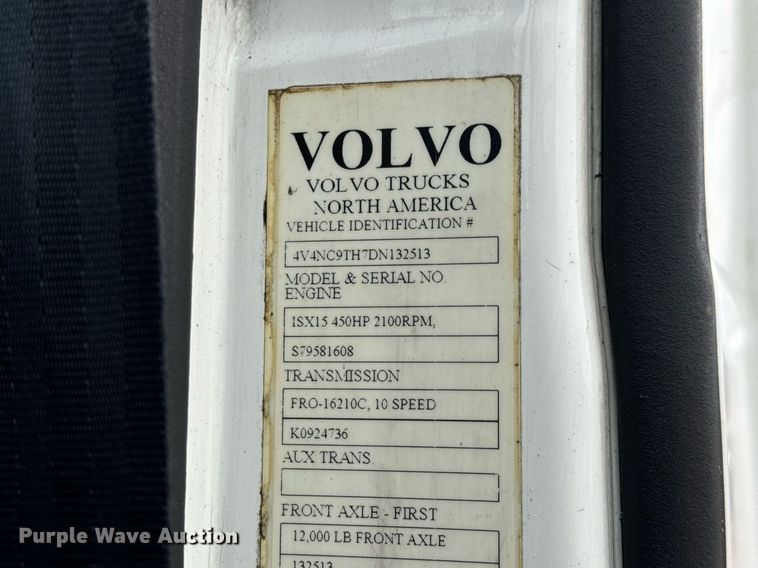 VOLVO
VOLVO TRUCKS
NORTH AMERICA
VEHICLE IDENTIFICATION #
4V4NC9TH7DN132513
MODEL & SERIAL NO.
ENGINE
ISX15 450HP 2100RPM,
S79581608
TRANSMISSION
FRO-16210C, 10 SPEED
K0924736
AUX TRANS.
FRONT AXLE - FIRST
12,000 LB FRONT AXLE
132513
Purple Wave Auction